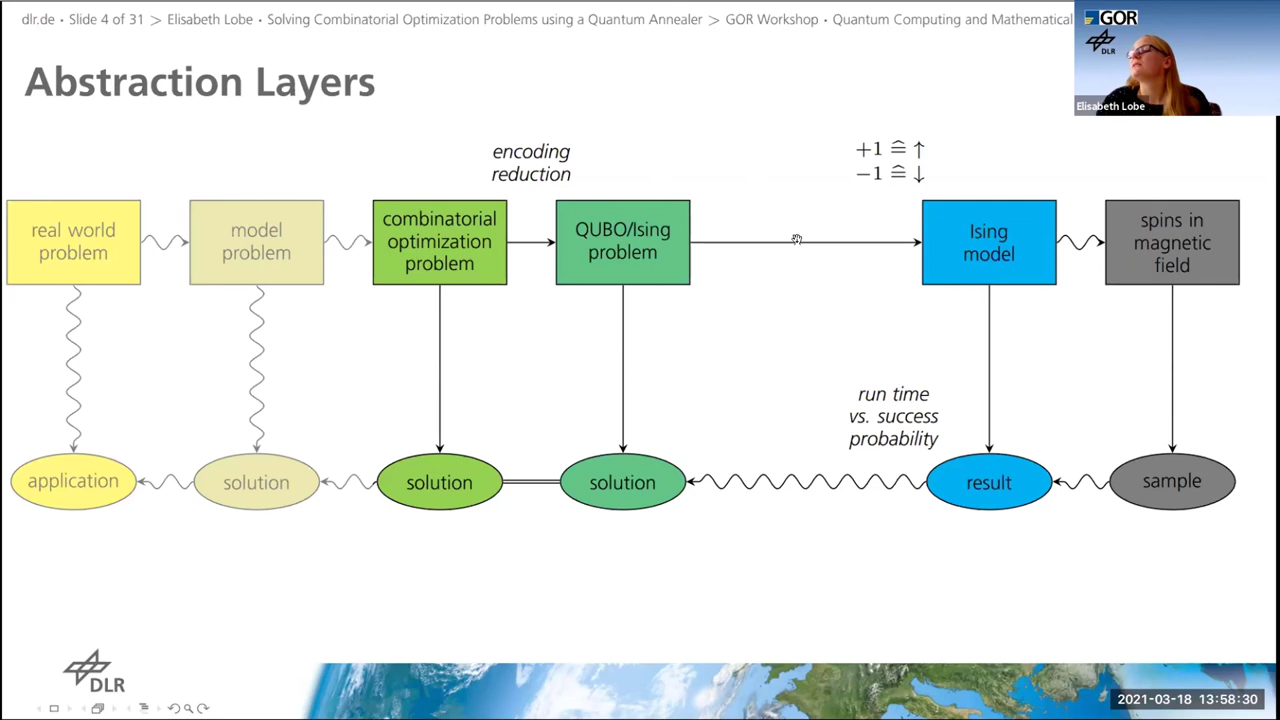 dlr.de • Slide 4 of 31 > Elisabeth Lobe • Solving Combinatorial Optimization Problems using a Quantum Annealer > GOR Workshop • Quantum Computing and Mathematical
GOR
DLR
Elisabeth Lobe
Abstraction Layers
encoding
reduction
+1 ≙ ↑
−1 ≙ ↓
real world
problem
model
problem
combinatorial
optimization
problem
QUBO/Ising
problem
Ising
model
spins in
magnetic
field
run time
vs. success
probability
application
solution
solution
solution
result
sample
DLR
2021-03-18 13:58:30